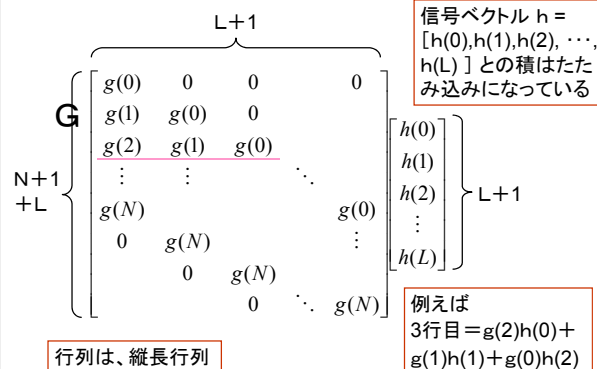 L+1
信号ベクトル h =
[h(0),h(1),h(2), ･･･,
h(L) ] との積はたた
み込みになっている
G
g(0) 0 0 0
g(1) g(0) 0
g(2) g(1) g(0)
⋮ ⋮ ⋱
g(N) g(0)
0 g(N) ⋮
0 g(N)
0 ⋱ g(N)
N+1
+L
h(0)
h(1)
h(2)
⋮
h(L)
L+1
行列は、縦長行列
例えば
3行目=g(2)h(0)+
g(1)h(1)+g(0)h(2)